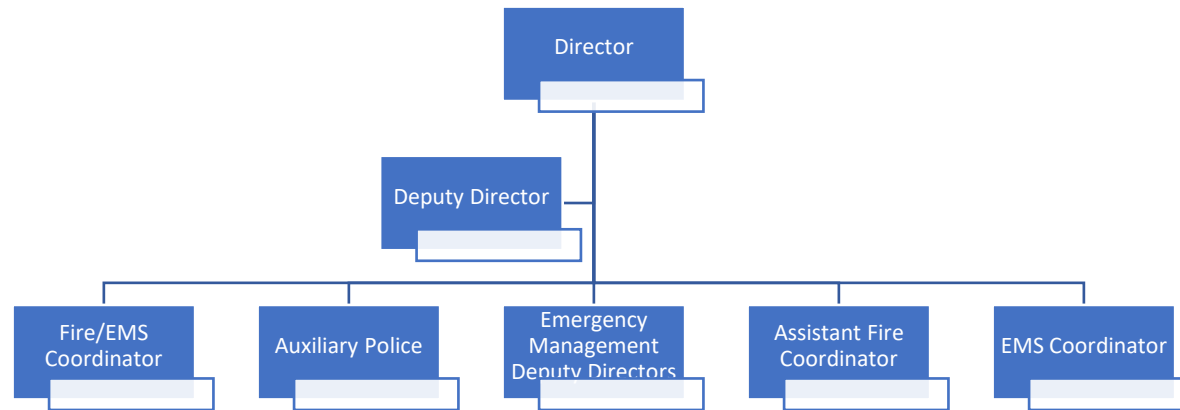 Director
Deputy Director
Fire/EMS
Coordinator
Auxiliary Police
Emergency
Management
Deputy Directors
Assistant Fire
Coordinator
EMS Coordinator